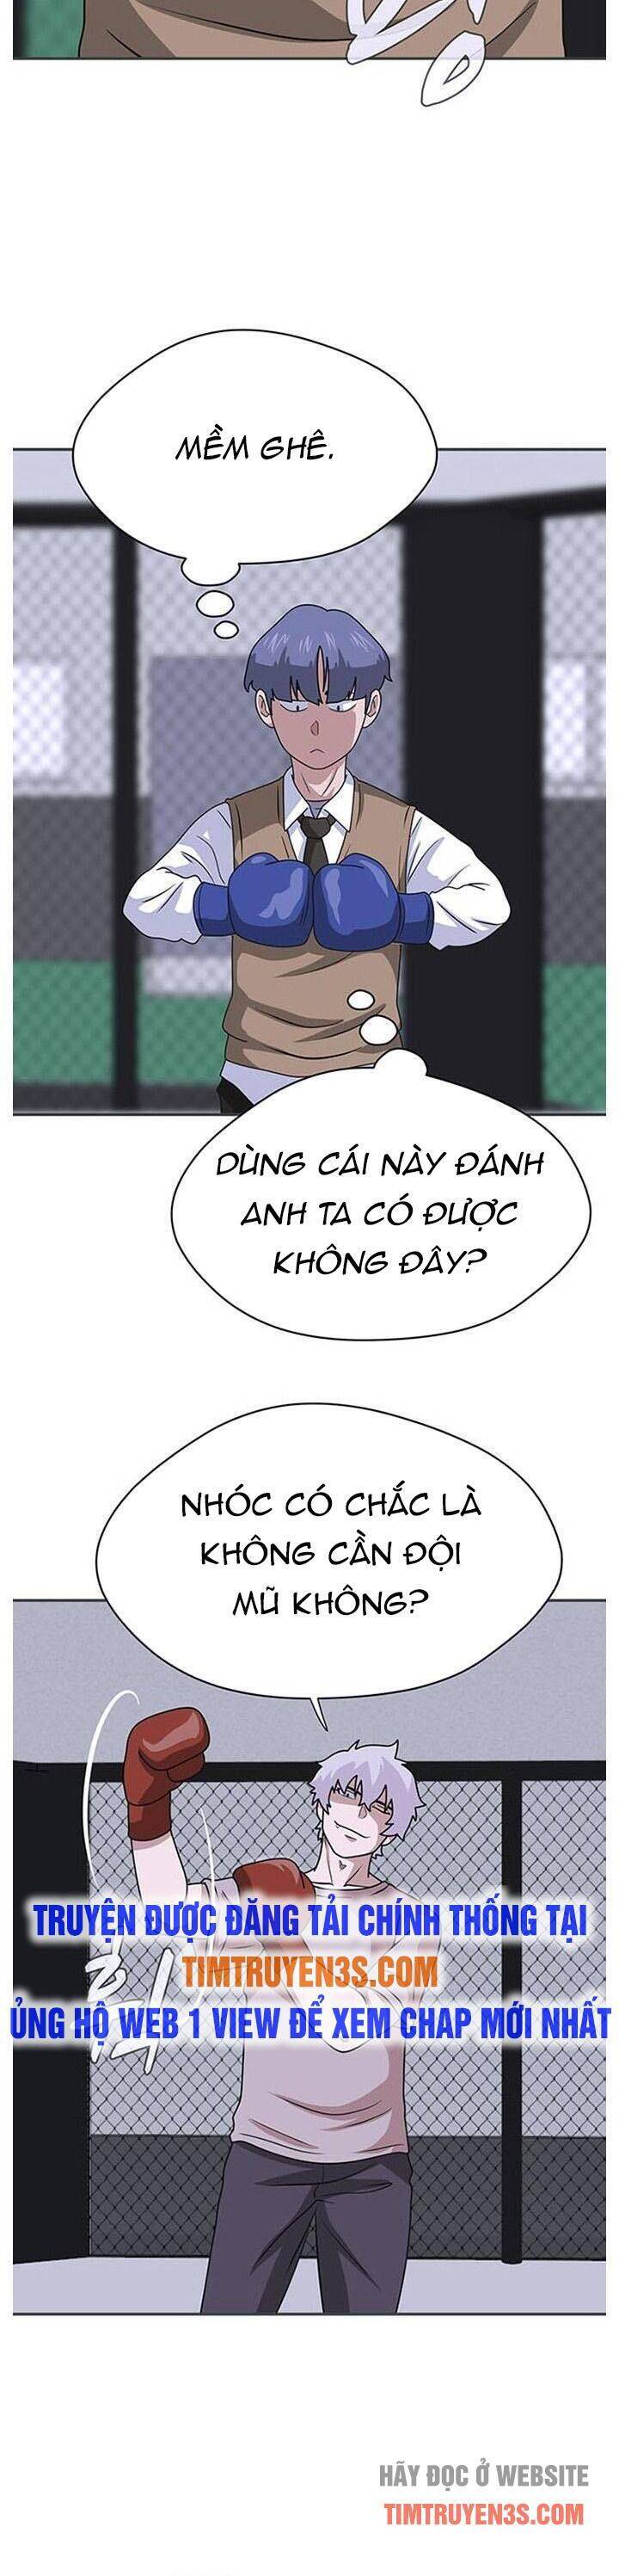 MỀM GHÊ.
DÙNG CÁI NÀY ĐÁNH
ANH TA CÓ ĐƯỢC
KHÔNG ĐÂY?
NHÓC CÓ CHẮC LÀ
KHÔNG CẦN ĐỘI
MŨ KHÔNG?
TRUYỆN ĐƯỢC ĐĂNG TẢI CHÍNH THỐNG TẠI
TIMTRUYEN3S.COM
ỦNG HỘ WEB 1 VIEW ĐỂ XEM CHAP MỚI NHẤT
HÃY ĐỌC Ở WEBSITE
TIMTRUYEN3S.COM